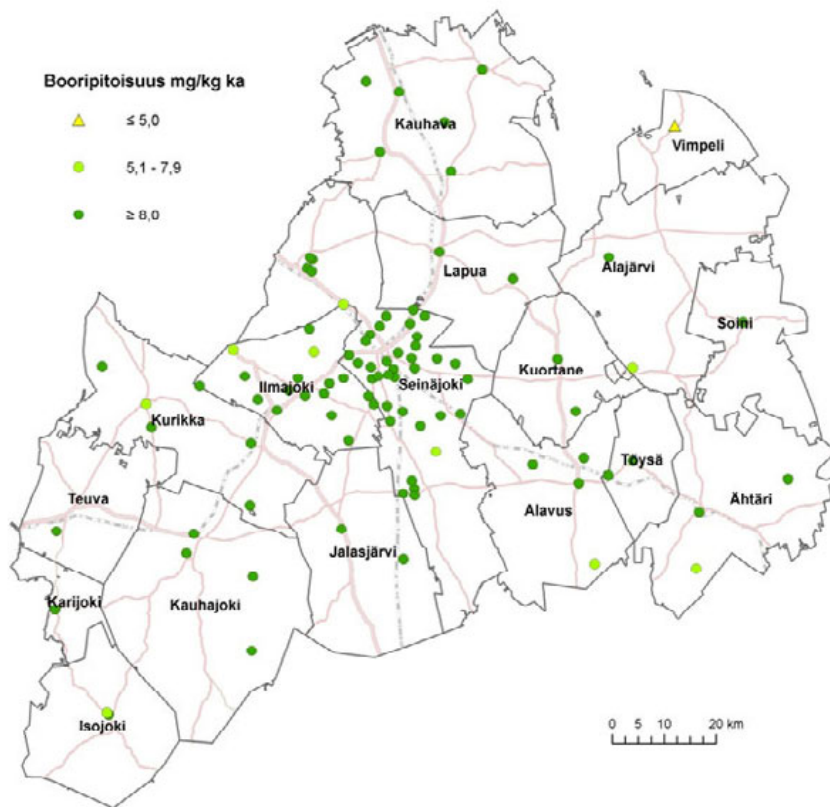 Booripitoisuus mg/kg ka
≤ 5,0
5,1 - 7,9
≥ 8,0
Kauhava
Vimpeli
Lapua
Alajärvi
Soini
Kuortane
Ilmajoki
Seinäjoki
Kurikka
Töysä
Teuva
Ähtäri
Alavus
Jalasjärvi
Karijoki
Kauhajoki
Isojoki
0 5 10 20 km